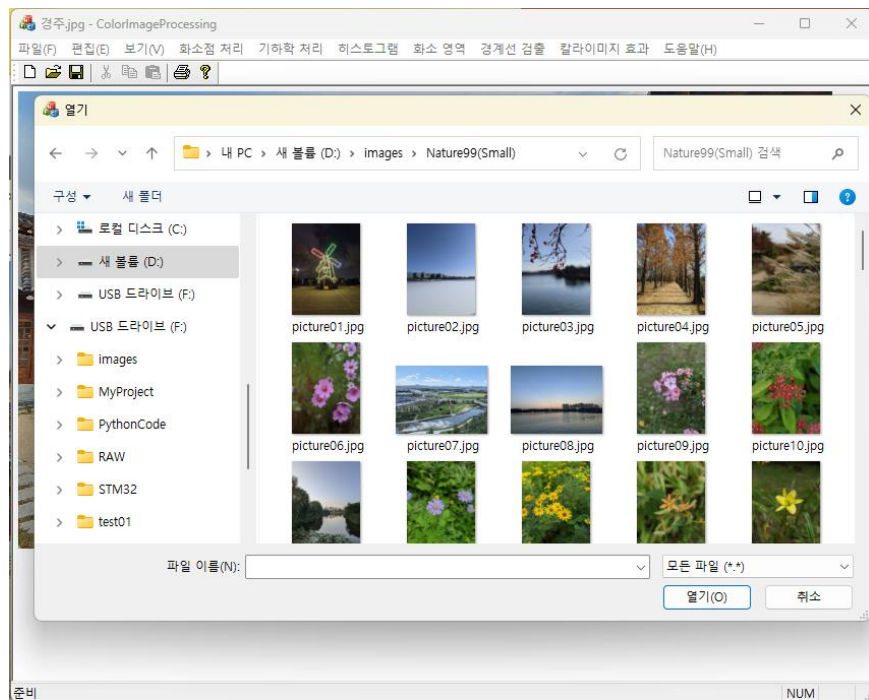 경주.jpg - ColorImageProcessing
파일(F) 편집(E) 보기(V) 화소점 처리 기하학 처리 히스토그램 화소 영역 경계선 검출 칼라이미지 효과 도움말(H)
열기
내 PC > 새 볼륨 (D:) > images > Nature99(Small)
Nature99(Small) 검색
구성 새 폴더
로컬 디스크 (C:)
새 볼륨 (D:)
USB 드라이브 (F:)
USB 드라이브 (F:)
images
MyProject
PythonCode
RAW
STM32
test01
picture01.jpg picture02.jpg picture03.jpg picture04.jpg picture05.jpg
picture06.jpg picture07.jpg picture08.jpg picture09.jpg picture10.jpg
파일 이름(N):
모든 파일 (*.*)
열기(O) 취소
준비 NUM